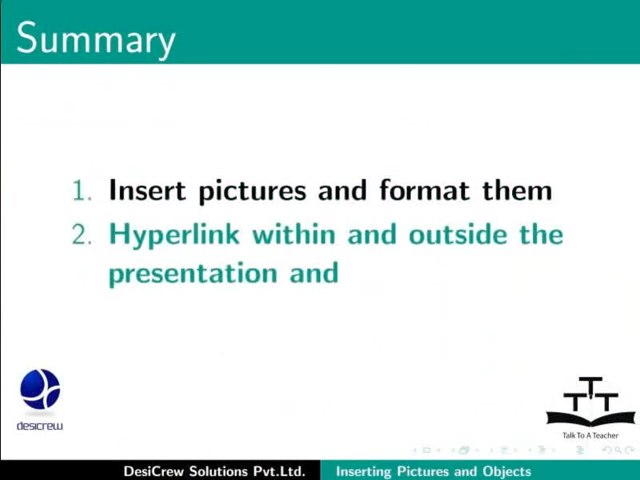 Summary
1. Insert pictures and format them
2. Hyperlink within and outside the
presentation and
desicrew
TTT
Talk To A Teacher
DesiCrew Solutions Pvt.Ltd. Inserting Pictures and Objects